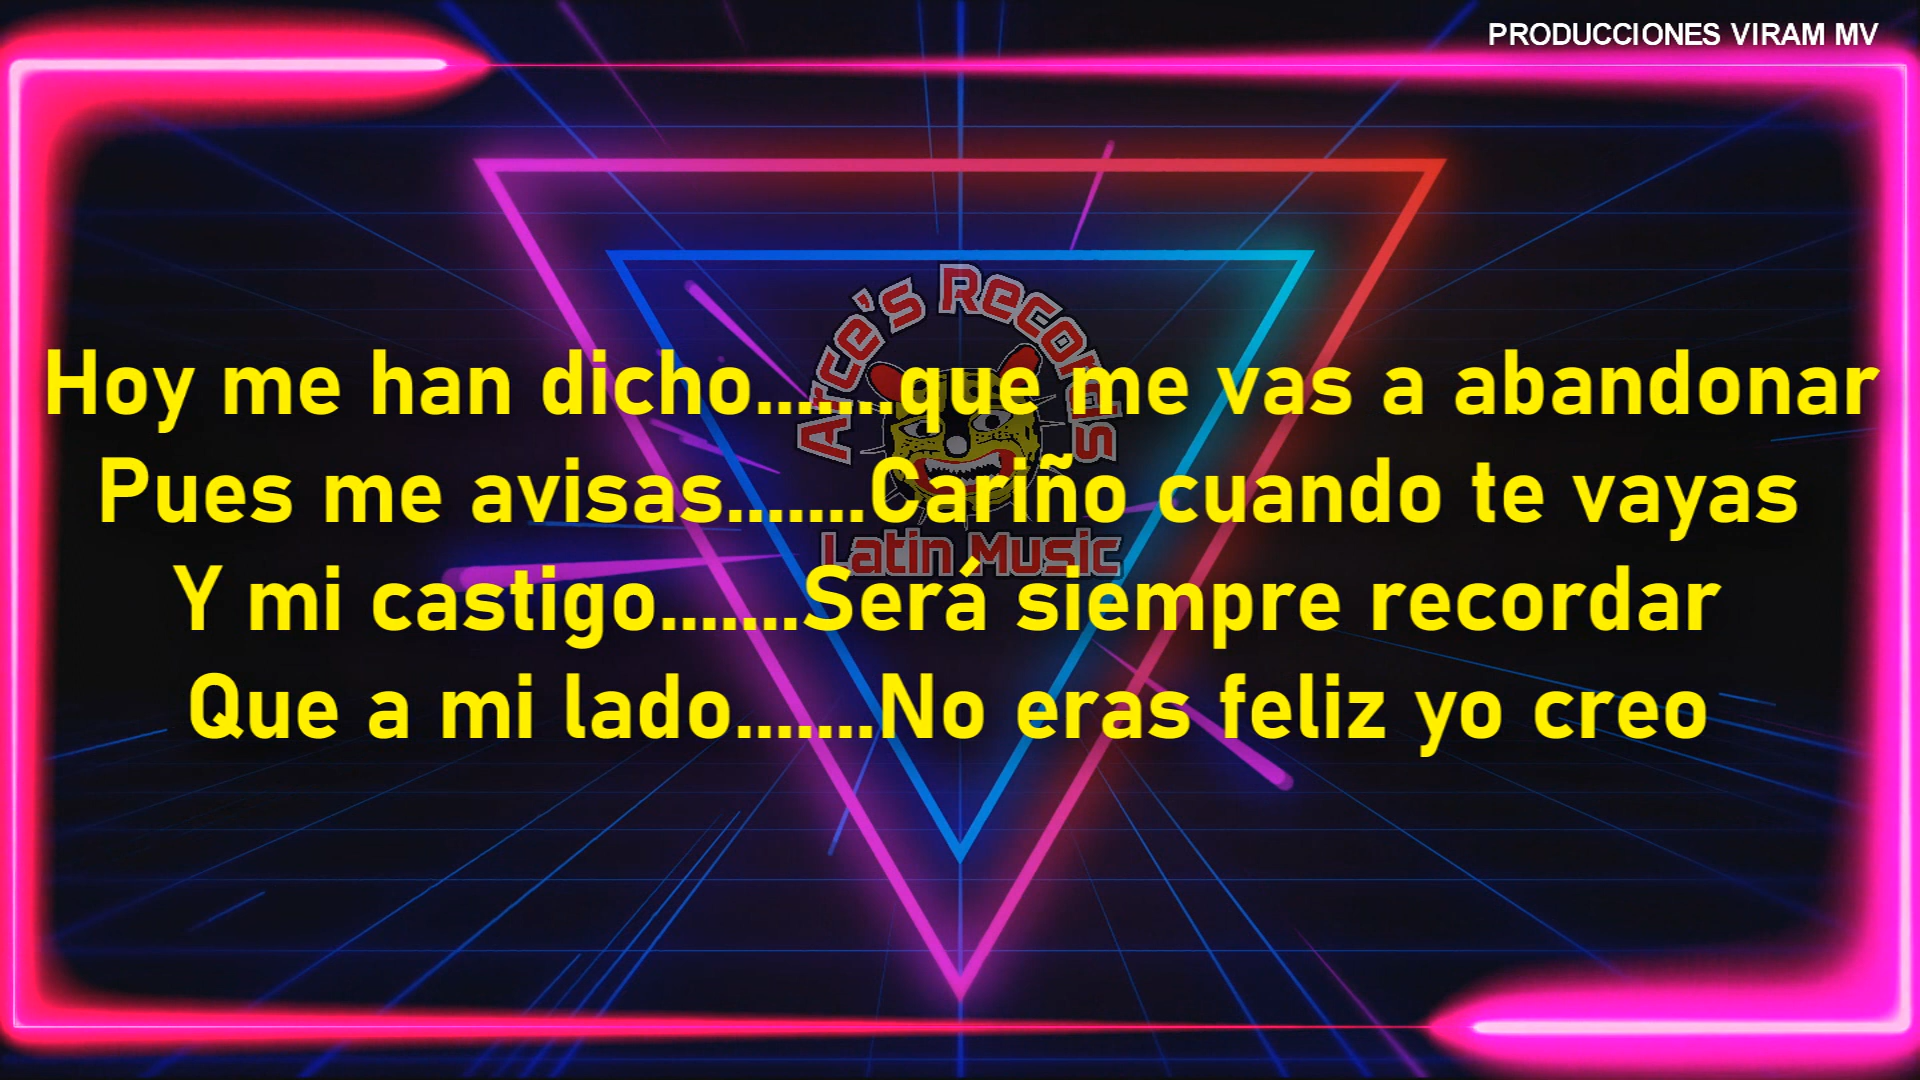 PRODUCCIONES VIRAM MV
Arce's Records
Hoy me han dicho.......que me vas a abandonar
Pues me avisas.......Cariño cuando te vayas
Latin Music
Y mi castigo.......Será siempre recordar
Que a mi lado.......No eras feliz yo creo